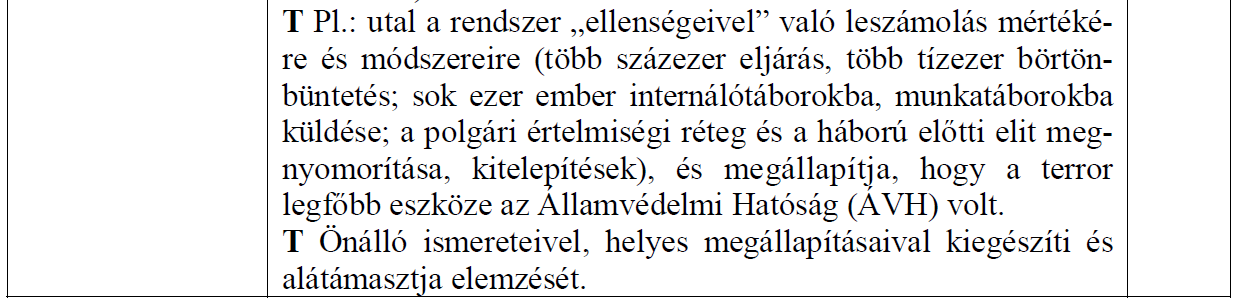 T Pl.: utal a rendszer „ellenségeivel” való leszámolás mértéké-
re és módszereire (több százezer eljárás, több tízezer börtön-
büntetés; sok ezer ember internálótáborokba, munkatáborokba
küldése; a polgári értelmiségi réteg és a háború előtti elit meg-
nyomorítása, kitelepítések), és megállapítja, hogy a terror
legfőbb eszköze az Államvédelmi Hatóság (ÁVH) volt.
T Önálló ismereteivel, helyes megállapításaival kiegészíti és
alátámasztja elemzését.